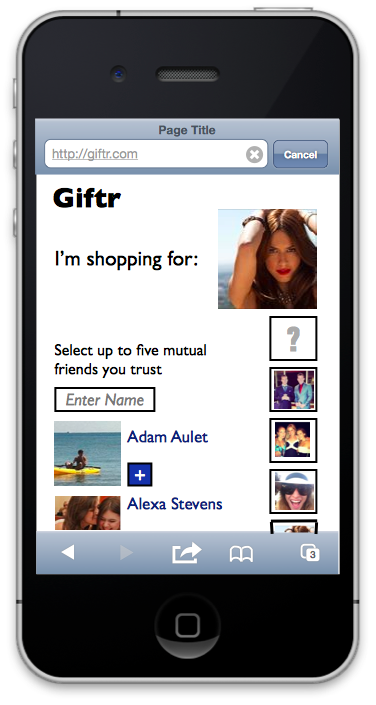 Page Title
http://giftr.com
Cancel
Giftr
I'm shopping for:
?
Select up to five mutual
friends you trust
Enter Name
Adam Aulet
+
Alexa Stevens
3